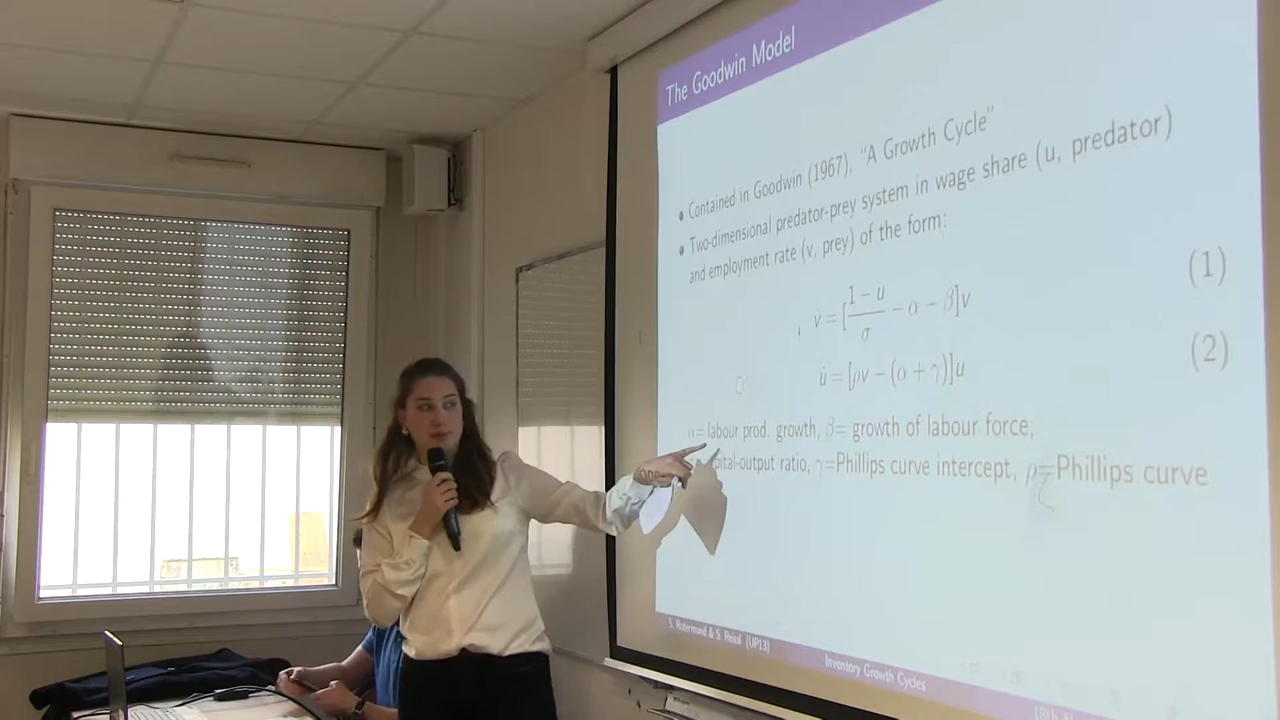 The Goodwin Model
• Contained in Goodwin (1967), "A Growth Cycle"
• Two-dimensional predator-prey system in wage share (u, predator)
and employment rate (v, prey) of the form:
v̇ = [(1 − u)/σ − α − β]v (1)
u̇ = [ρv − (α + γ)]u (2)
α= labour prod. growth, β= growth of labour force,
capital-output ratio, γ=Phillips curve intercept, ρ=Phillips curve
S. Rotermund & S. Reissl (UP13)
Inventory Growth Cycles